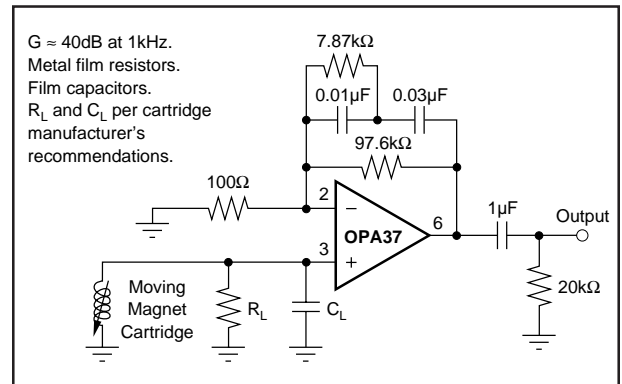 G ≈ 40dB at 1kHz.
Metal film resistors.
Film capacitors.
RL and CL per cartridge
manufacturer's
recommendations.
7.87kΩ
0.01µF
0.03µF
97.6kΩ
100Ω
2
−
OPA37
6
3
+
1µF
Output
20kΩ
Moving
Magnet
Cartridge
RL
CL